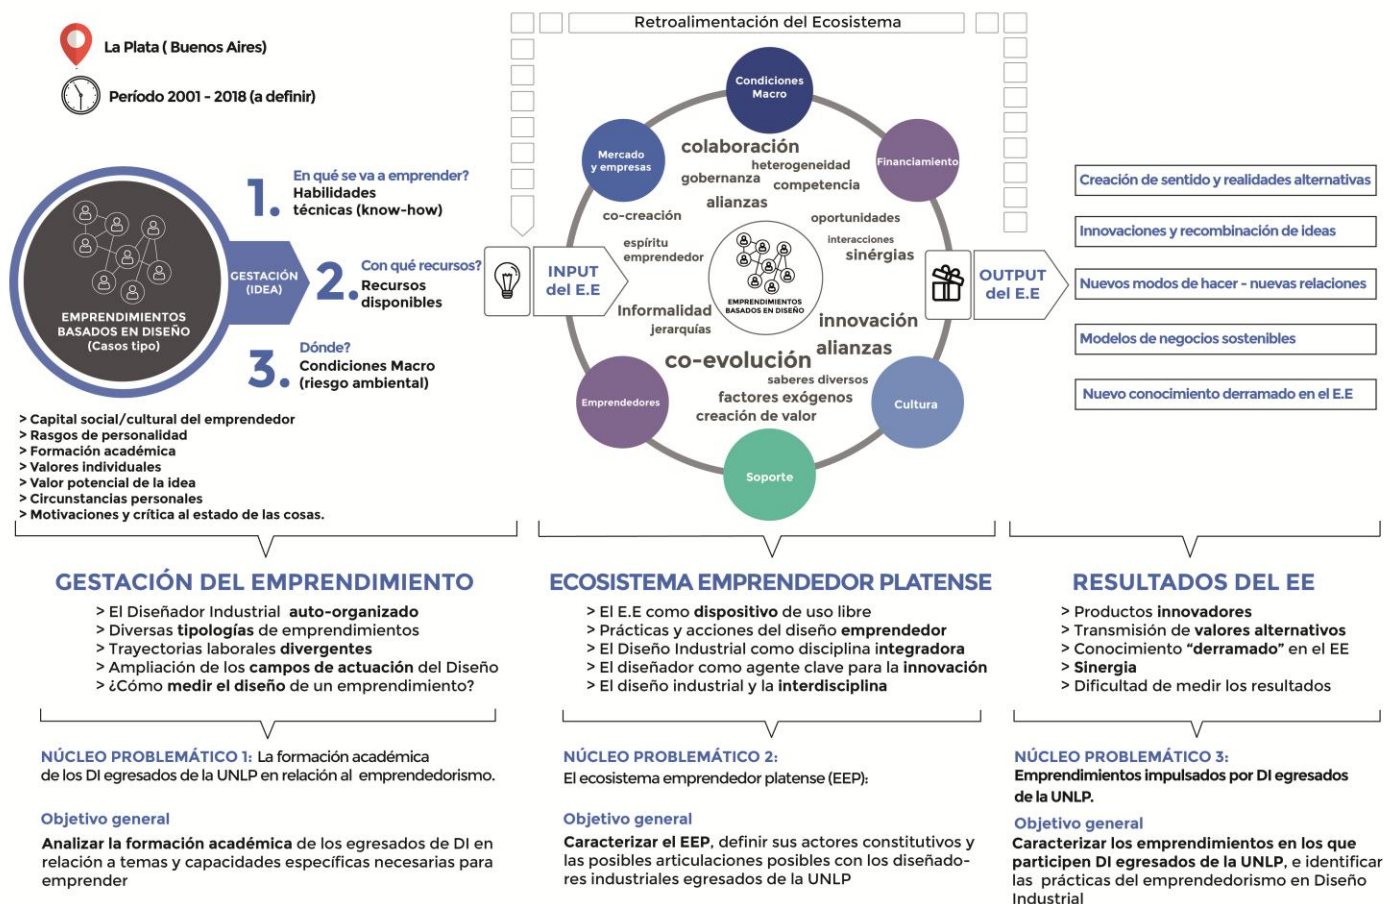 La Plata ( Buenos Aires)
Período 2001 - 2018 (a definir)
EMPRENDIMIENTOS
BASADOS EN DISEÑO
(Casos tipo)
GESTACIÓN
(IDEA)
1.
En qué se va a emprender?
Habilidades
técnicas (know-how)
2.
Con qué recursos?
Recursos
disponibles
3.
Dónde?
Condiciones Macro
(riesgo ambiental)
> Capital social/cultural del emprendedor
> Rasgos de personalidad
> Formación académica
> Valores individuales
> Valor potencial de la idea
> Circunstancias personales
> Motivaciones y crítica al estado de las cosas.
Retroalimentación del Ecosistema
INPUT
del E.E
Condiciones
Macro
Mercado
y empresas
Financiamiento
colaboración
heterogeneidad
gobernanza
competencia
alianzas
co-creación
oportunidades
espíritu
emprendedor
interacciones
sinérgias
EMPRENDIMIENTOS
BASADOS EN DISEÑO
Informalidad
jerarquías
innovación
alianzas
co-evolución
saberes diversos
factores exógenos
creación de valor
Emprendedores
Cultura
Soporte
OUTPUT
del E.E
Creación de sentido y realidades alternativas
Innovaciones y recombinación de ideas
Nuevos modos de hacer - nuevas relaciones
Modelos de negocios sostenibles
Nuevo conocimiento derramado en el E.E
GESTACIÓN DEL EMPRENDIMIENTO
> El Diseñador Industrial auto-organizado
> Diversas tipologías de emprendimientos
> Trayectorias laborales divergentes
> Ampliación de los campos de actuación del Diseño
> ¿Cómo medir el diseño de un emprendimiento?
NÚCLEO PROBLEMÁTICO 1: La formación académica
de los DI egresados de la UNLP en relación al emprendedorismo.
Objetivo general
Analizar la formación académica de los egresados de DI en
relación a temas y capacidades específicas necesarias para
emprender
ECOSISTEMA EMPRENDEDOR PLATENSE
> El E.E como dispositivo de uso libre
> Prácticas y acciones del diseño emprendedor
> El Diseño Industrial como disciplina integradora
> El diseñador como agente clave para la innovación
> El diseño industrial y la interdisciplina
NÚCLEO PROBLEMÁTICO 2:
El ecosistema emprendedor platense (EEP):
Objetivo general
Caracterizar el EEP, definir sus actores constitutivos y
las posibles articulaciones posibles con los diseñado-
res industriales egresados de la UNLP
RESULTADOS DEL EE
> Productos innovadores
> Transmisión de valores alternativos
> Conocimiento “derramado” en el EE
> Sinergia
> Dificultad de medir los resultados
NÚCLEO PROBLEMÁTICO 3:
Emprendimientos impulsados por DI egresados
de la UNLP.
Objetivo general
Caracterizar los emprendimientos en los que
participen DI egresados de la UNLP, e identificar
las prácticas del emprendedorismo en Diseño
Industrial